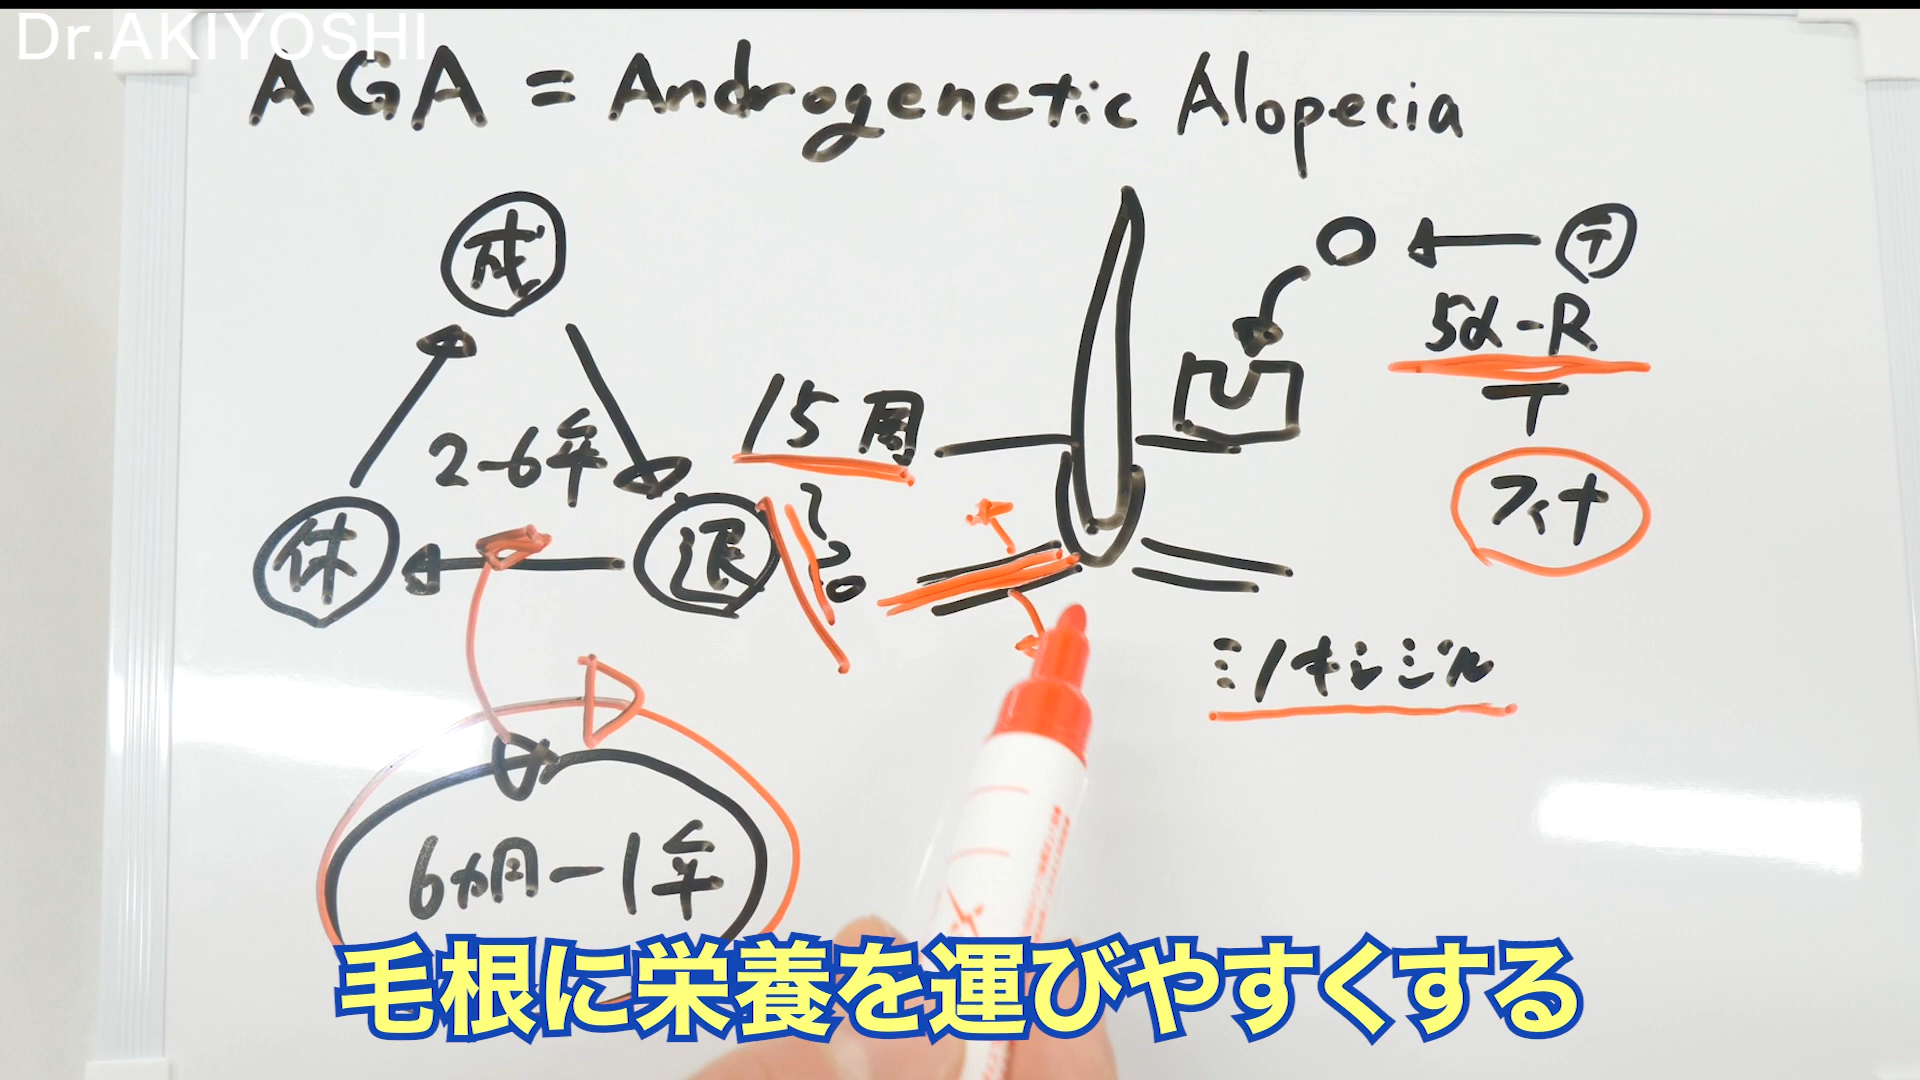 Dr.AKIYOSHI
AGA = Androgenetic Alopecia
成
T
5α-R
T
15周
2-6年
フィナ
休
退
ミノキシジル
6ヵ月-1年
毛根に栄養を運びやすくする